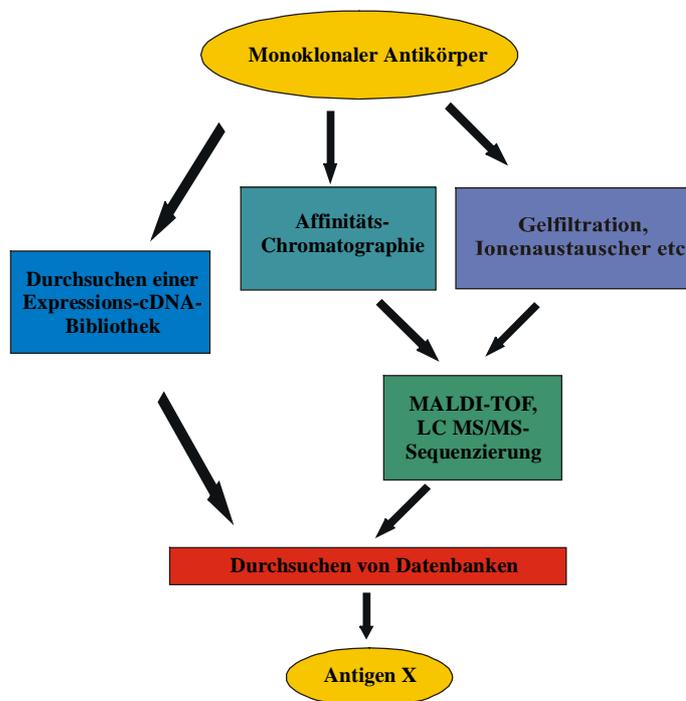 Monoklonaler Antikörper
Affinitäts-
Chromatographie
Gelfiltration,
Ionenaustauscher etc
Durchsuchen einer
Expressions-cDNA-
Bibliothek
MALDI-TOF,
LC MS/MS-
Sequenzierung
Durchsuchen von Datenbanken
Antigen X